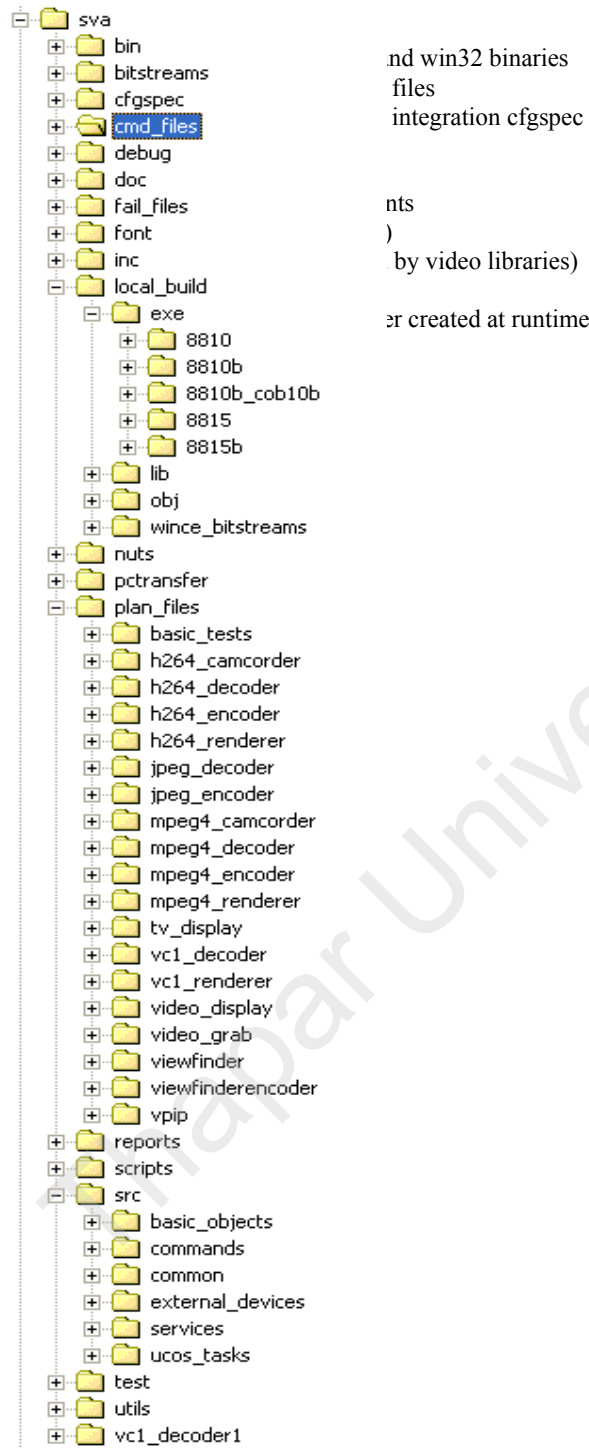 sva
bin
nd win32 binaries
bitstreams
files
cfgspec
integration cfgspec
cmd_files
debug
doc
fail_files
nts
font
)
inc
by video libraries)
local_build
exe
er created at runtime
8810
8810b
8810b_cob10b
8815
8815b
lib
obj
wince_bitstreams
nuts
pctransfer
plan_files
basic_tests
h264_camcorder
h264_decoder
h264_encoder
h264_renderer
jpeg_decoder
jpeg_encoder
mpeg4_camcorder
mpeg4_decoder
mpeg4_encoder
mpeg4_renderer
tv_display
vc1_decoder
vc1_renderer
video_display
video_grab
viewfinder
viewfinderencoder
vpip
reports
scripts
src
basic_objects
commands
common
external_devices
services
ucos_tasks
test
utils
vc1_decoder1
Thapar Unive